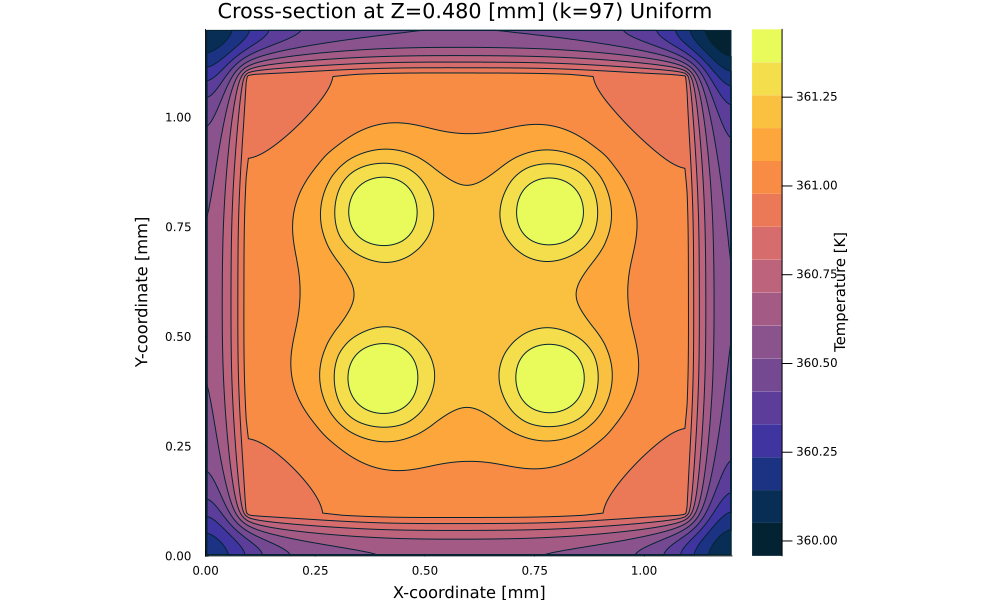 Cross-section at Z=0.480 [mm] (k=97) Uniform
Y-coordinate [mm]
1.00
0.75
0.50
0.25
0.00
0.00 0.25 0.50 0.75 1.00
X-coordinate [mm]
361.25
361.00
360.75
360.50
360.25
360.00
Temperature [K]